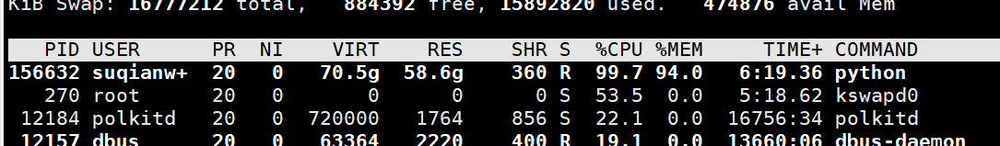 KiB Swap: 16777212 total,   884392 free, 15892820 used.   474876 avail Mem
   PID USER      PR  NI    VIRT    RES    SHR S  %CPU %MEM     TIME+ COMMAND
156632 suqianw+  20   0   70.5g  58.6g    360 R  99.7 94.0   6:19.36 python
   270 root      20   0       0      0      0 S  53.5  0.0   5:18.62 kswapd0
 12184 polkitd   20   0  720000   1764    856 S  22.1  0.0  16756:34 polkitd
 12157 dbus      20   0   63364   2220    400 R  19.1  0.0  13660:06 dbus-daemon